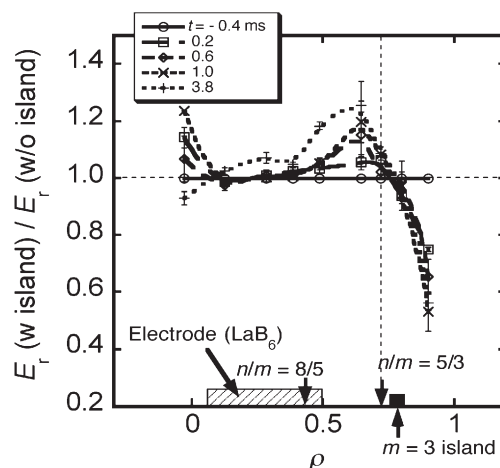 t = - 0.4 ms
0.2
0.6
1.0
3.8
E_r (w island) / E_r (w/o island)
1.4
1.2
1.0
0.8
0.6
0.4
0.2
Electrode (LaB₆)
n/m = 8/5
n/m = 5/3
0
0.5
1
m = 3 island
ρ